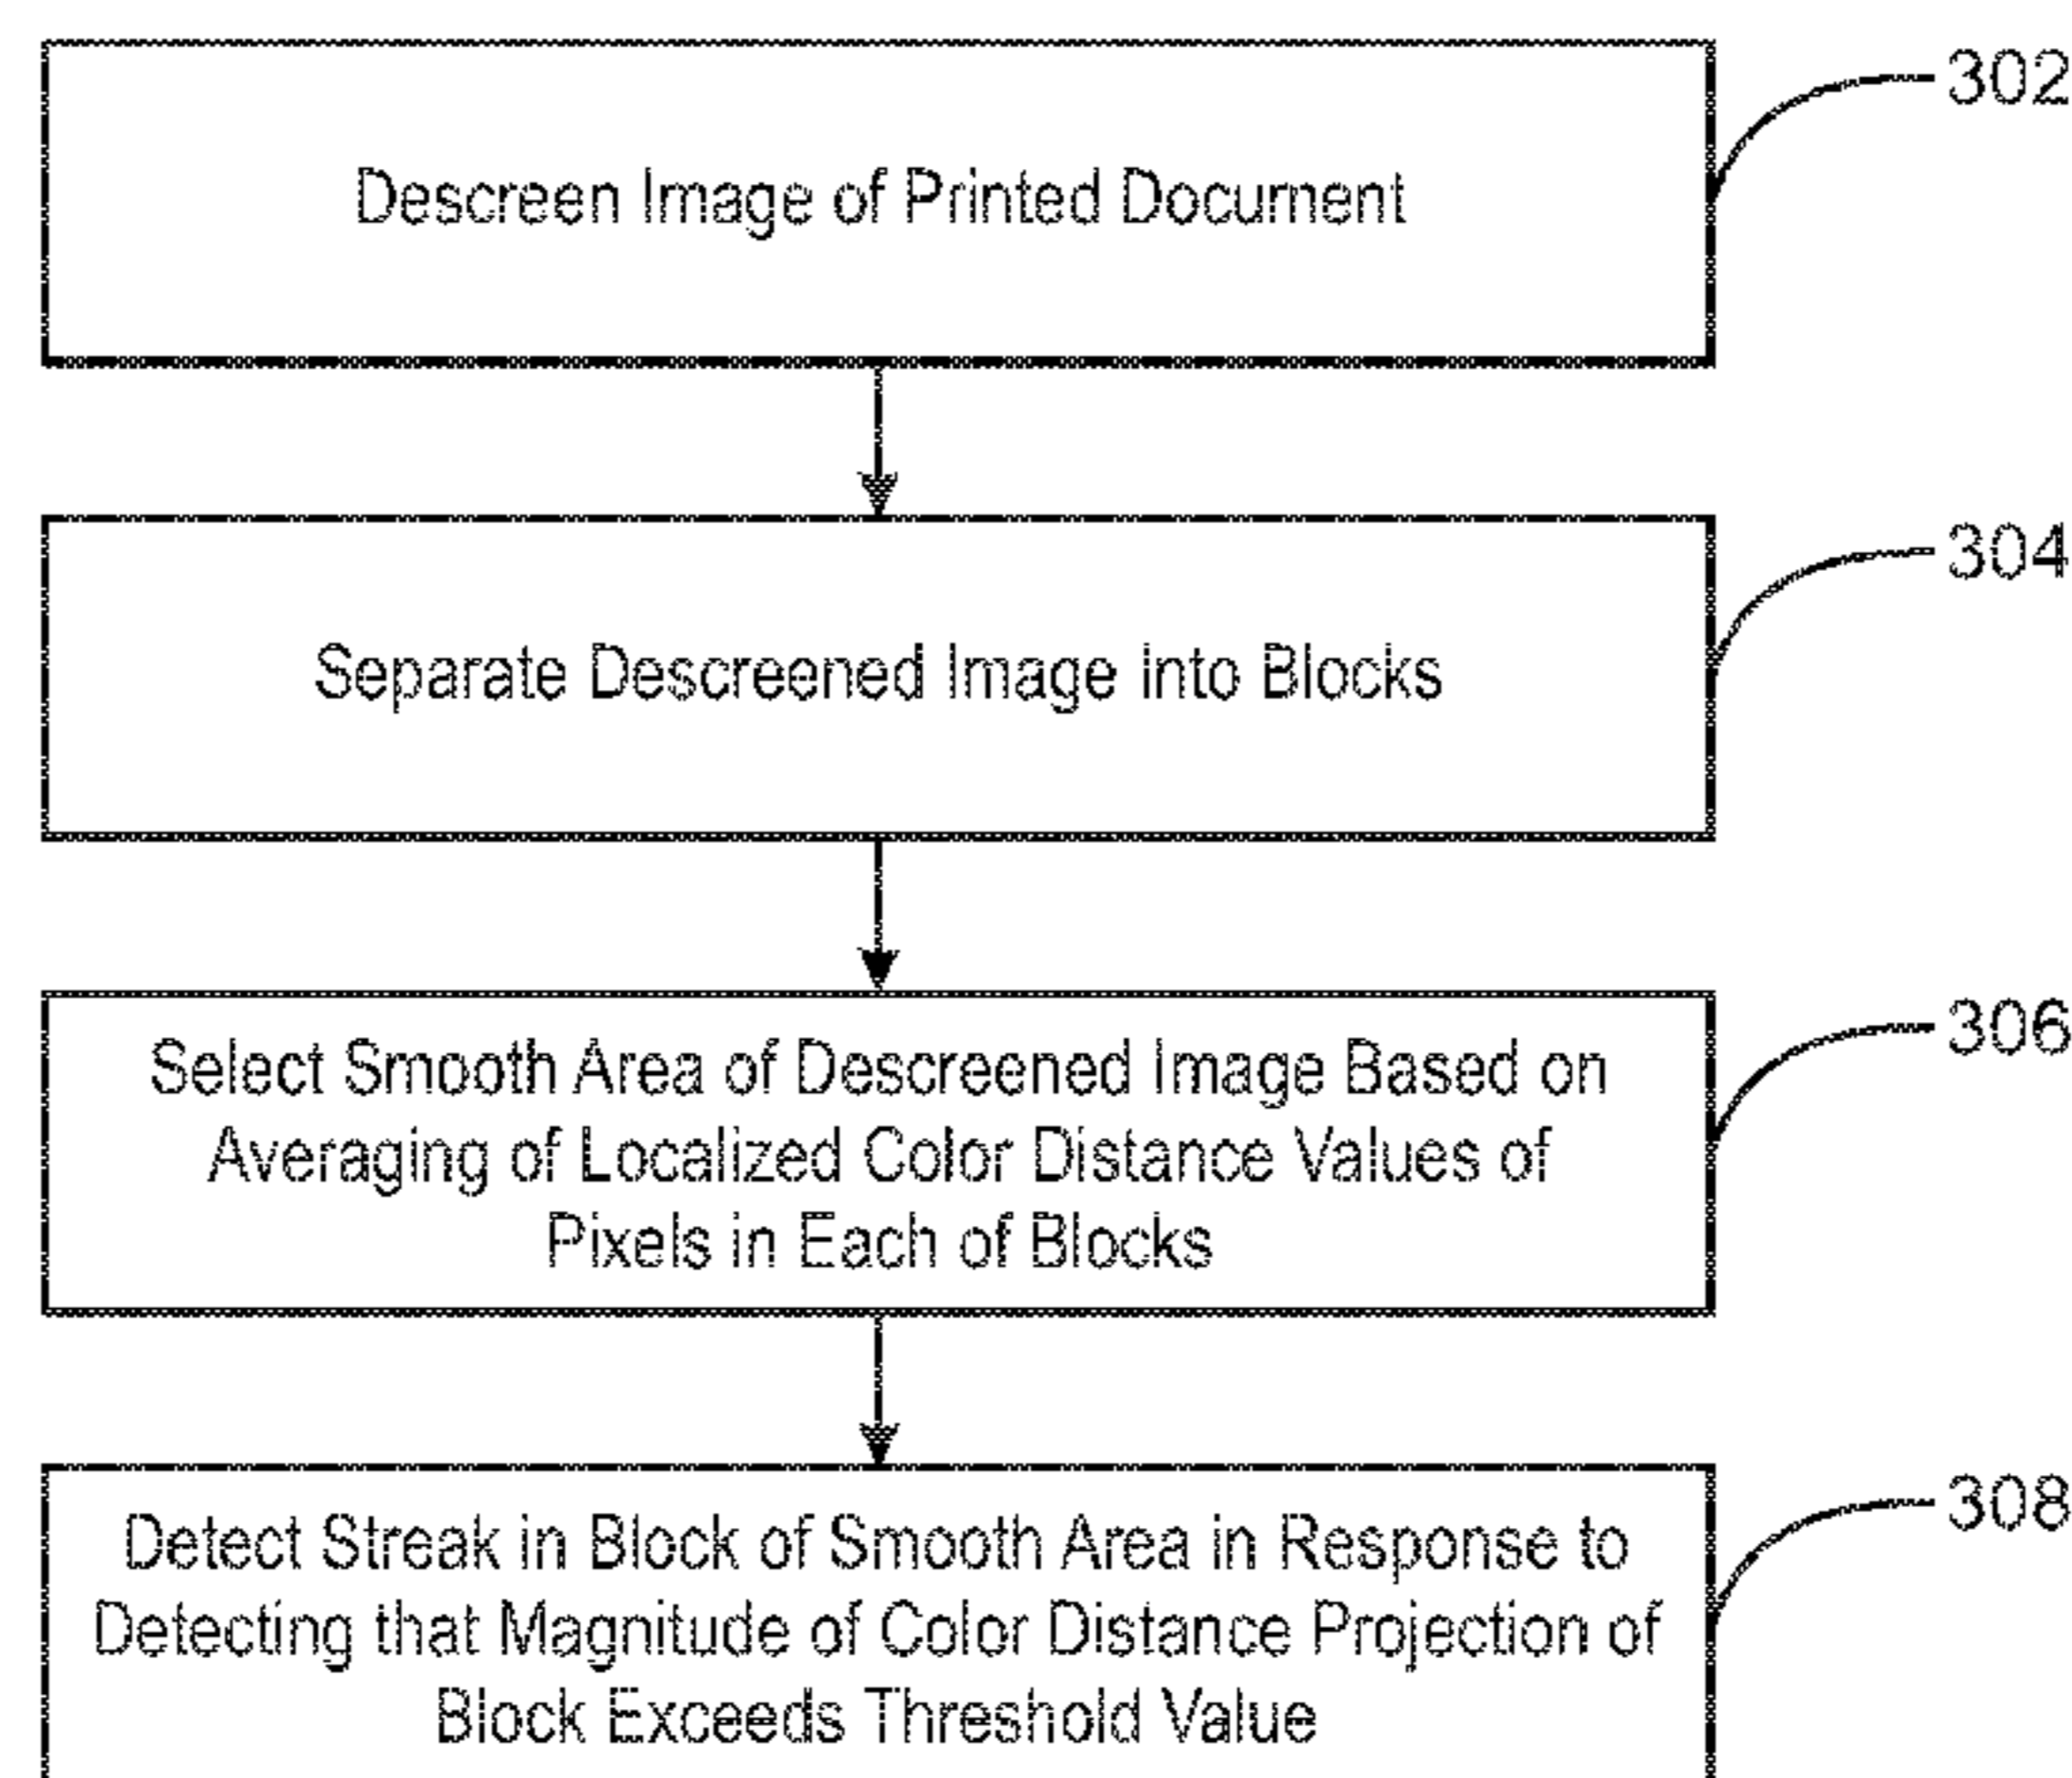 302
Descreen Image of Printed Document
304
Separate Descreened Image into Blocks
306
Select Smooth Area of Descreened Image Based on
Averaging of Localized Color Distance Values of
Pixels in Each of Blocks
308
Detect Streak in Block of Smooth Area in Response to
Detecting that Magnitude of Color Distance Projection of
Block Exceeds Threshold Value